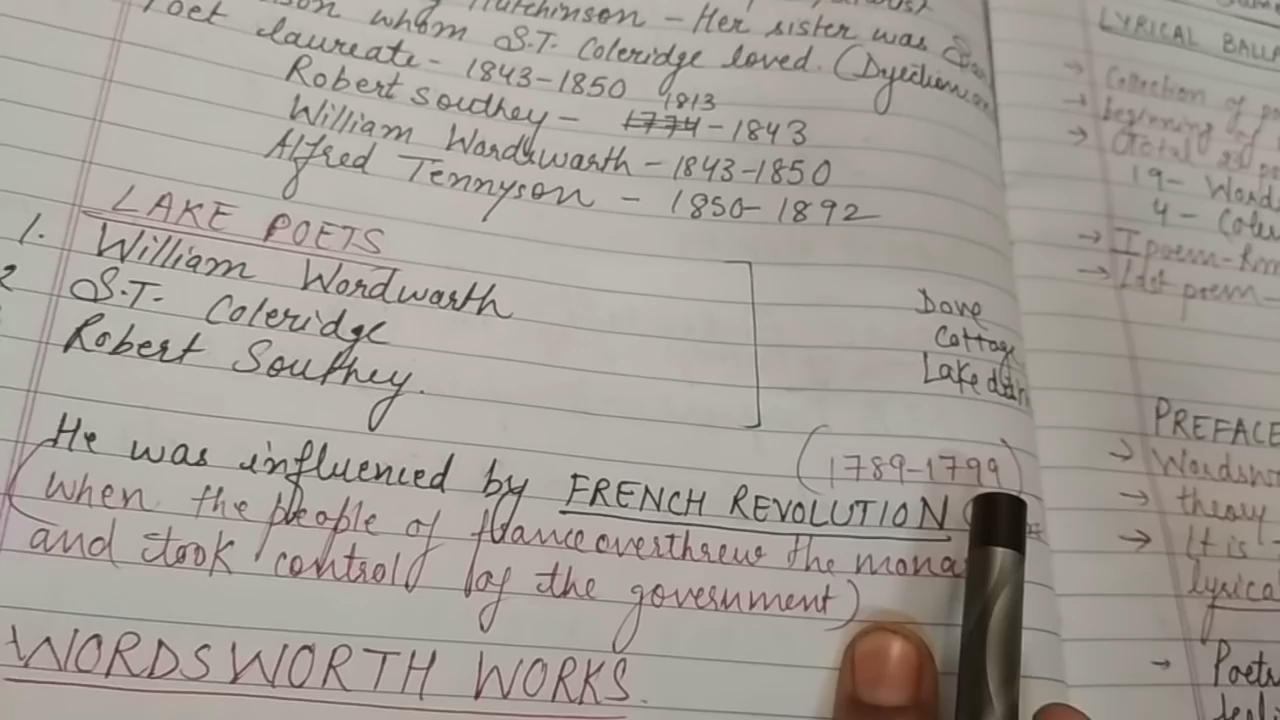 Hutchinson - Her sister was
whom S.T. Coleridge loved. (Dejection
Poet laureate - 1843-1850
Robert Southey - 1813 1774 - 1843
William Wordswarth - 1843-1850
Alfred Tennyson - 1850-1892
LAKE POETS
1. William Wordwarth
2 S.T. Coleridge
Robert Southey.
Dove
Cottage
Lake
He was influenced by FRENCH REVOLUTION (1789-1799)
(when the people of france overthrew the mona
and took control of the government)
WORDSWORTH WORKS.
LYRICAL BALLA
→ Collection of
→ beginning of
→ Total
19- Word
4- Cole
→ I poem-
→ Last poem-
PREFACE
→ Wordsw
→ theory
→ It is
lyrica
→ Poetr